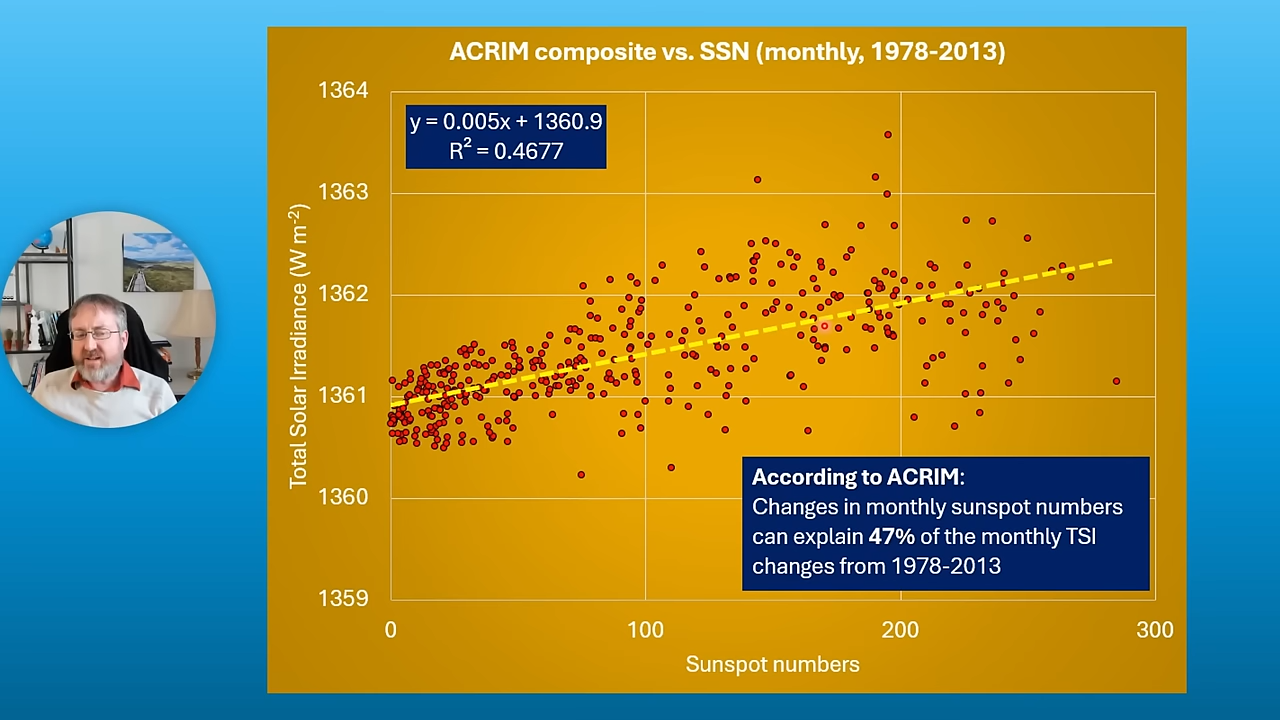 ACRIM composite vs. SSN (monthly, 1978-2013)
1364
y = 0.005x + 1360.9
R² = 0.4677
1363
1362
1361
1360
1359
Total Solar Irradiance (W m⁻²)
According to ACRIM:
Changes in monthly sunspot numbers
can explain 47% of the monthly TSI
changes from 1978-2013
0 100 200 300
Sunspot numbers